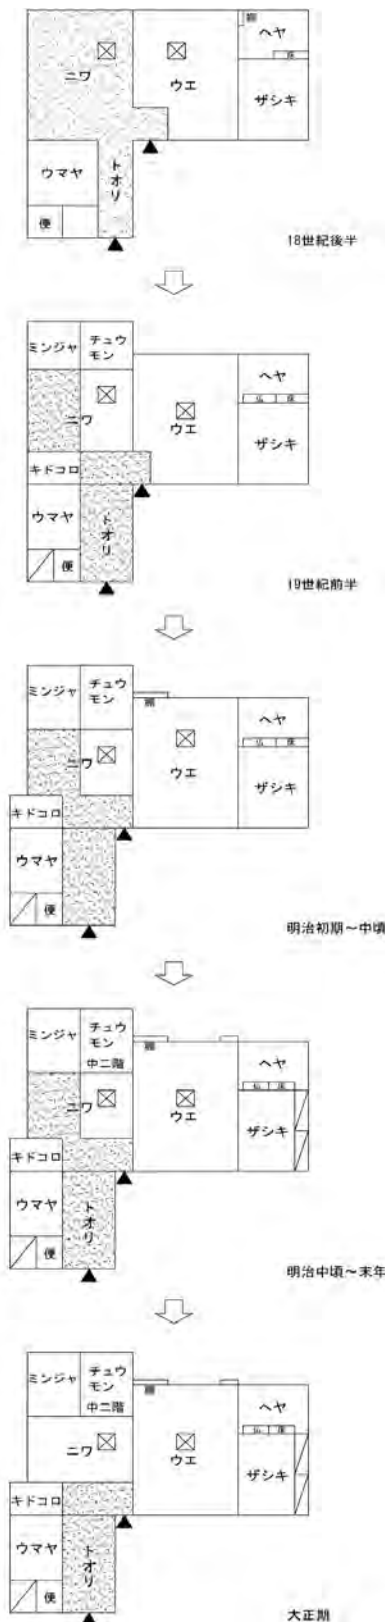 棚
ヘヤ
床
ニワ
ウエ
ザシキ
ウマヤ
トオリ
便
18世紀後半
ミンジャ
チュウモン
ヘヤ
仏 床
ニワ
ウエ
ザシキ
キドコロ
ウマヤ
トオリ
便
19世紀前半
ミンジャ
チュウモン
棚
ヘヤ
仏 床
ニワ
ウエ
ザシキ
キドコロ
ウマヤ
便
明治初期~中頃
ミンジャ
チュウモン
中二階
棚
ヘヤ
仏 床
ニワ
ウエ
ザシキ
キドコロ
ウマヤ
トオリ
便
明治中頃~末年
ミンジャ
チュウモン
中二階
棚
ヘヤ
仏 床
ニワ
ウエ
ザシキ
キドコロ
ウマヤ
トオリ
便
大正期